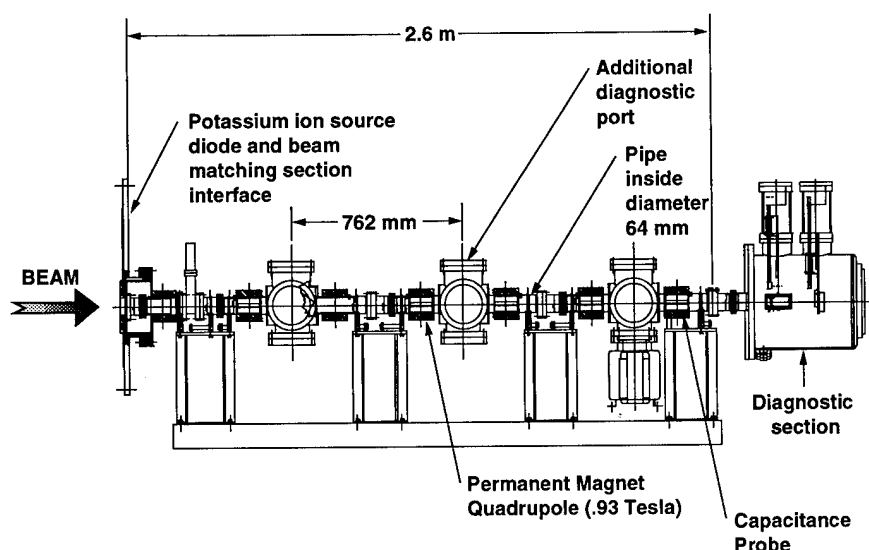 2.6 m
Additional
diagnostic
port
Potassium ion source
diode and beam
matching section
interface
Pipe
inside
diameter
64 mm
762 mm
BEAM
Diagnostic
section
Permanent Magnet
Quadrupole (.93 Tesla)
Capacitance
Probe